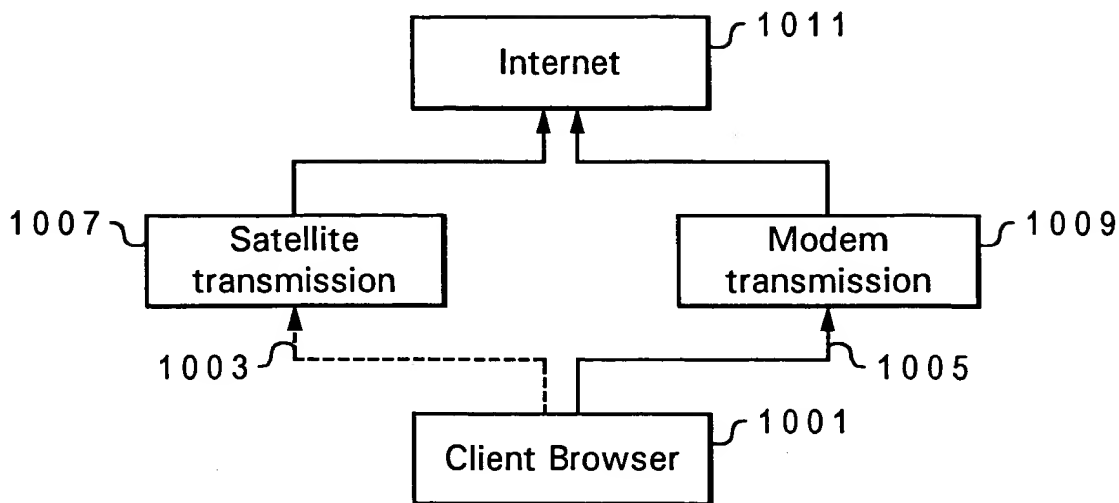 1011
Internet
1007
Satellite
transmission
Modem
transmission
1009
1003
1005
1001
Client Browser